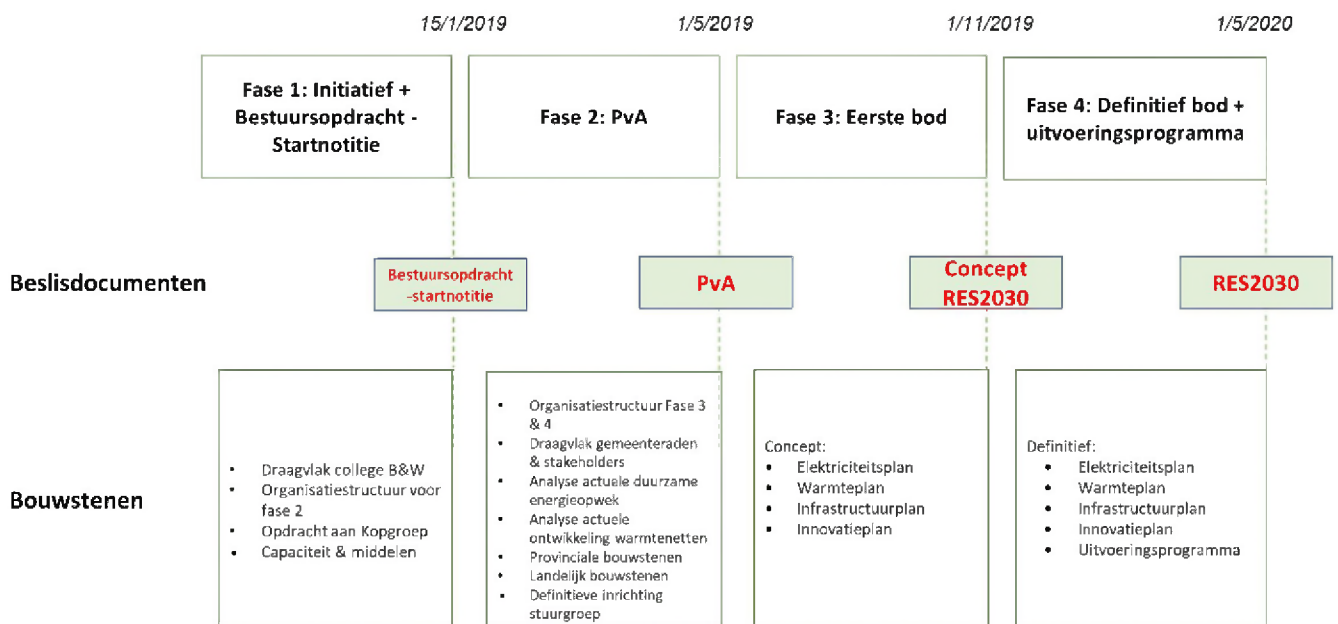 15/1/2019
1/5/2019
1/11/2019
1/5/2020
Fase 1: Initiatief +
Bestuursopdracht -
Startnotitie
Fase 2: PvA
Fase 3: Eerste bod
Fase 4: Definitief bod +
uitvoeringsprogramma
Beslisdocumenten
Bestuursopdracht
-startnotitie
PvA
Concept
RES2030
RES2030
Bouwstenen
• Draagvlak college B&W
• Organisatiestructuur voor
fase 2
• Opdracht aan Kopgroep
• Capaciteit & middelen
• Organisatiestructuur Fase 3
& 4
• Draagvlak gemeenteraden
& stakeholders
• Analyse actuele duurzame
energieopwek
• Analyse actuele
ontwikkeling warmtenetten
• Provinciale bouwstenen
• Landelijk bouwstenen
• Definitieve inrichting
stuurgroep
Concept:
• Elektriciteitsplan
• Warmteplan
• Infrastructuurplan
• Innovatieplan
Definitief:
• Elektriciteitsplan
• Warmteplan
• Infrastructuurplan
• Innovatieplan
• Uitvoeringsprogramma